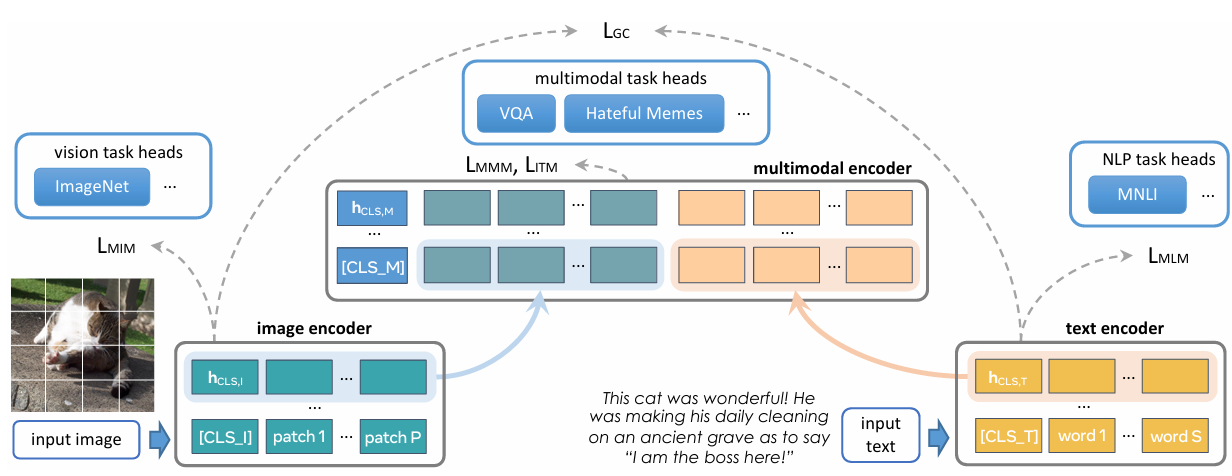 LGC
multimodal task heads
VQA
Hateful Memes
...
vision task heads
ImageNet
...
NLP task heads
MNLI
...
LMMM, LITM
multimodal encoder
hCLS,M
...
...
...
...
...
[CLS_M]
...
...
LMIM
LMLM
image encoder
text encoder
hCLS,I
...
...
[CLS_I]
patch 1
...
patch P
input image
This cat was wonderful! He
was making his daily cleaning
on an ancient grave as to say
“I am the boss here!”
input
text
hCLS,T
...
...
[CLS_T]
word 1
...
word S